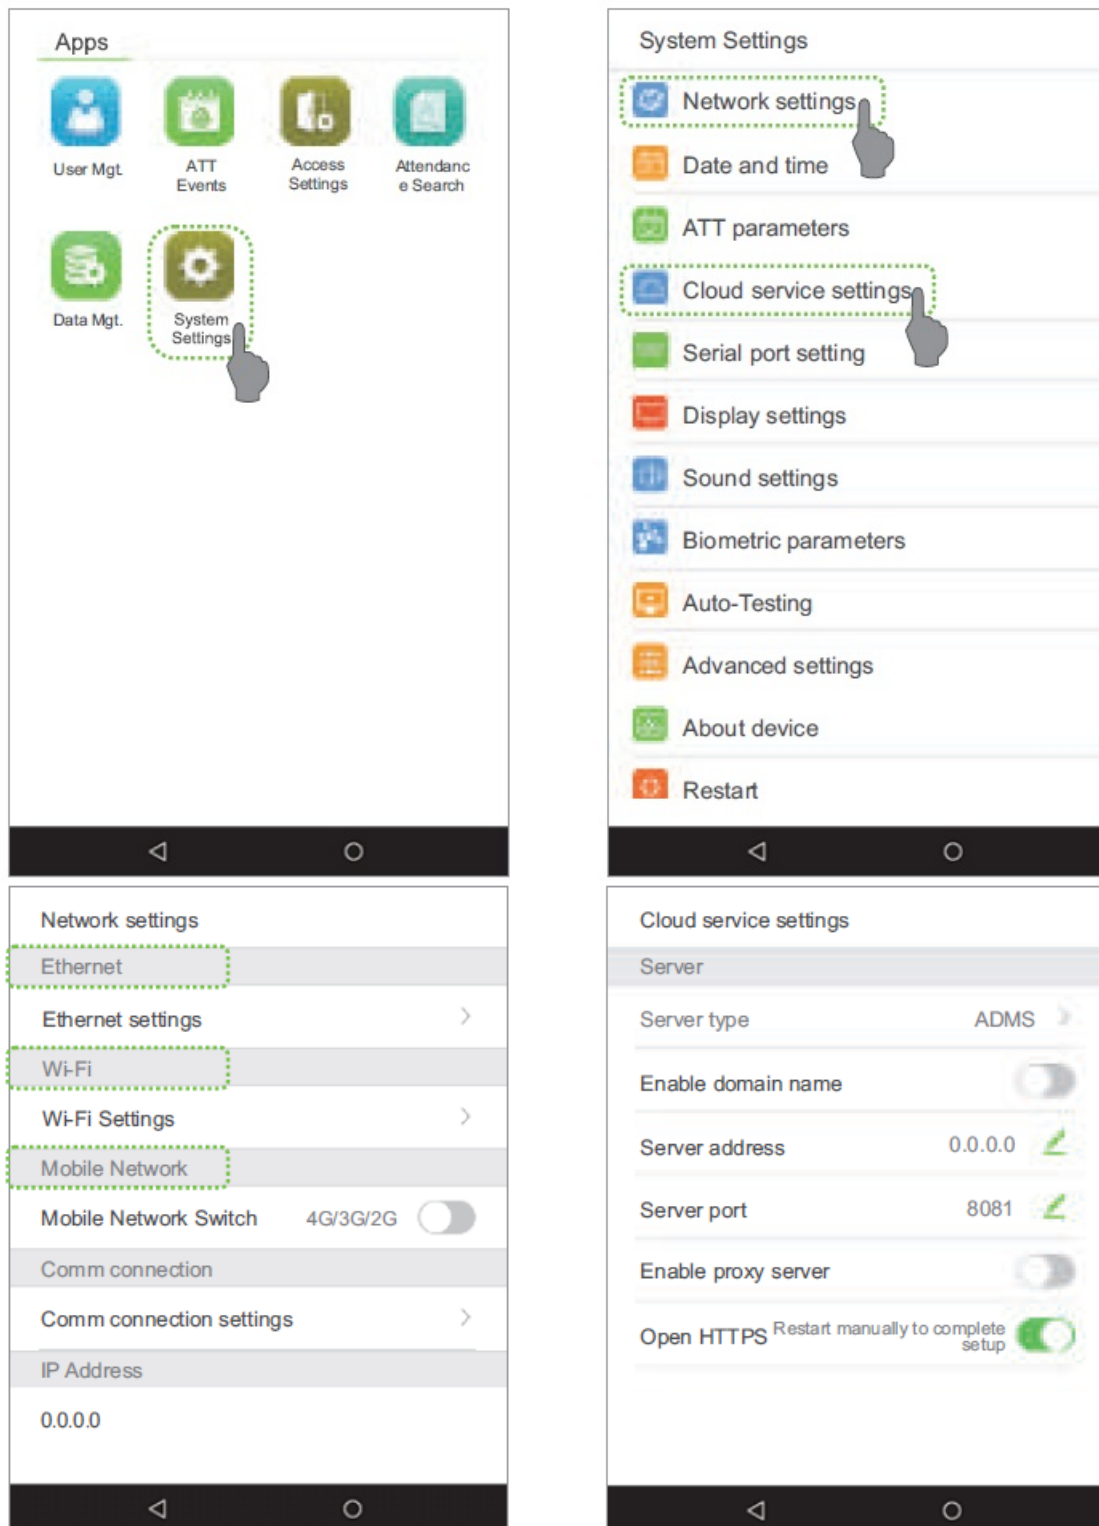 Apps
User Mgt.
ATT
Events
Access
Settings
Attendanc
e Search
Data Mgt.
System
Settings
System Settings
Network settings
Date and time
ATT parameters
Cloud service settings
Serial port setting
Display settings
Sound settings
Biometric parameters
Auto-Testing
Advanced settings
About device
Restart
Network settings
Ethernet
Ethernet settings
Wi-Fi
Wi-Fi Settings
Mobile Network
Mobile Network Switch 4G/3G/2G
Comm connection
Comm connection settings
IP Address
0.0.0.0
Cloud service settings
Server
Server type ADMS
Enable domain name
Server address 0.0.0.0
Server port 8081
Enable proxy server
Open HTTPS Restart manually to complete
setup